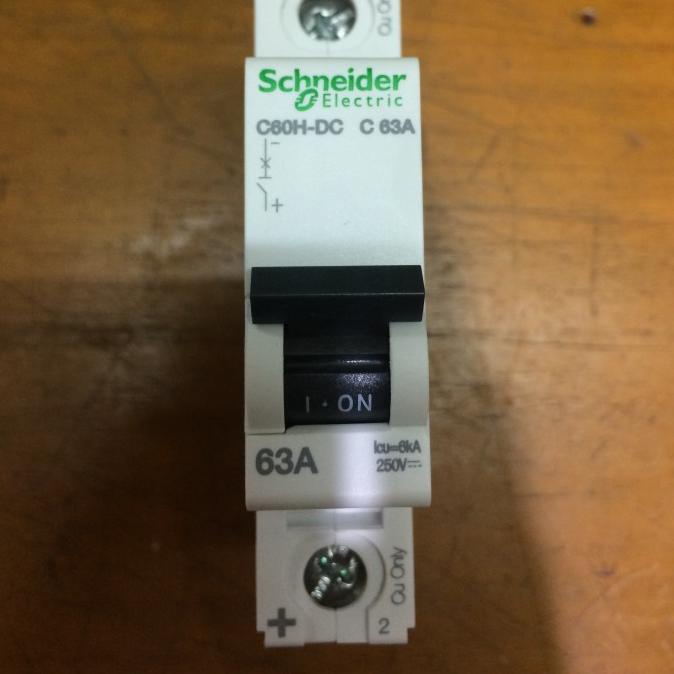 Schneider
Electric
C60H-DC C 63A
-
+
I · ON
63A
Icu=6kA
250V⎓
Cu Only
+
2